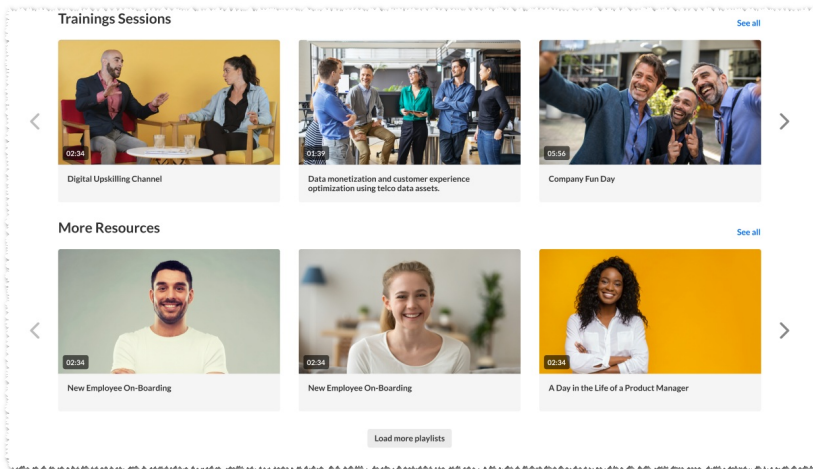 Trainings Sessions
See all
02:34
01:39
05:56
Digital Upskilling Channel
Data monetization and customer experience
optimization using telco data assets.
Company Fun Day
More Resources
See all
02:34
02:34
02:34
New Employee On-Boarding
New Employee On-Boarding
A Day in the Life of a Product Manager
Load more playlists